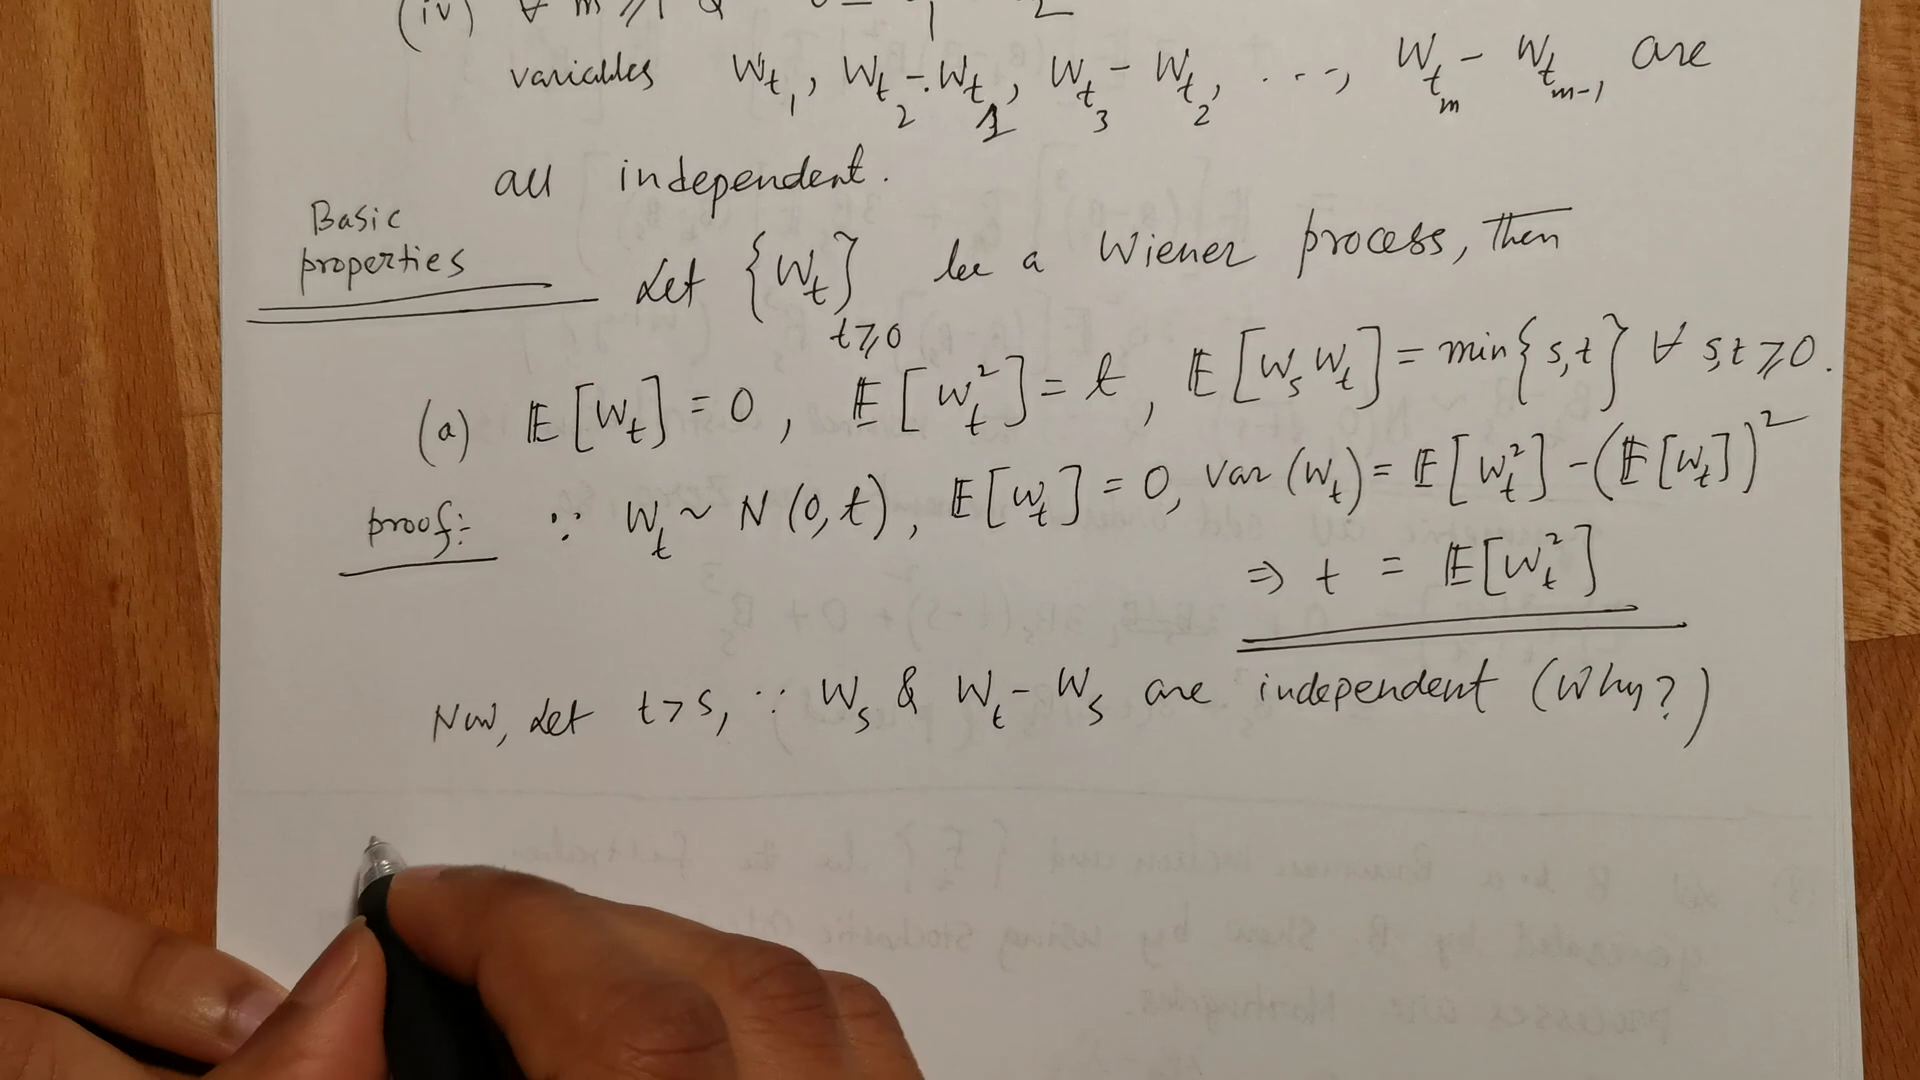 (iv) ∀ m ≥ 1 &
variables W_{t_1}, W_{t_2} - W_{t_1}, W_{t_3} - W_{t_2}, ..., W_{t_m} - W_{t_{m-1}}, are
all independent.
Basic
properties
Let {W_t}_{t≥0} be a Wiener process, Then
(a) E[W_t] = 0, E[W_t^2] = t, E[W_s W_t] = min{s,t} ∀ s,t ≥ 0.
proof:- ∵ W_t ~ N(0,t), E[W_t] = 0, Var(W_t) = E[W_t^2] - (E[W_t])^2
⇒ t = E[W_t^2]
Now, Let t > s, ∵ W_s & W_t - W_s are independent (Why?)